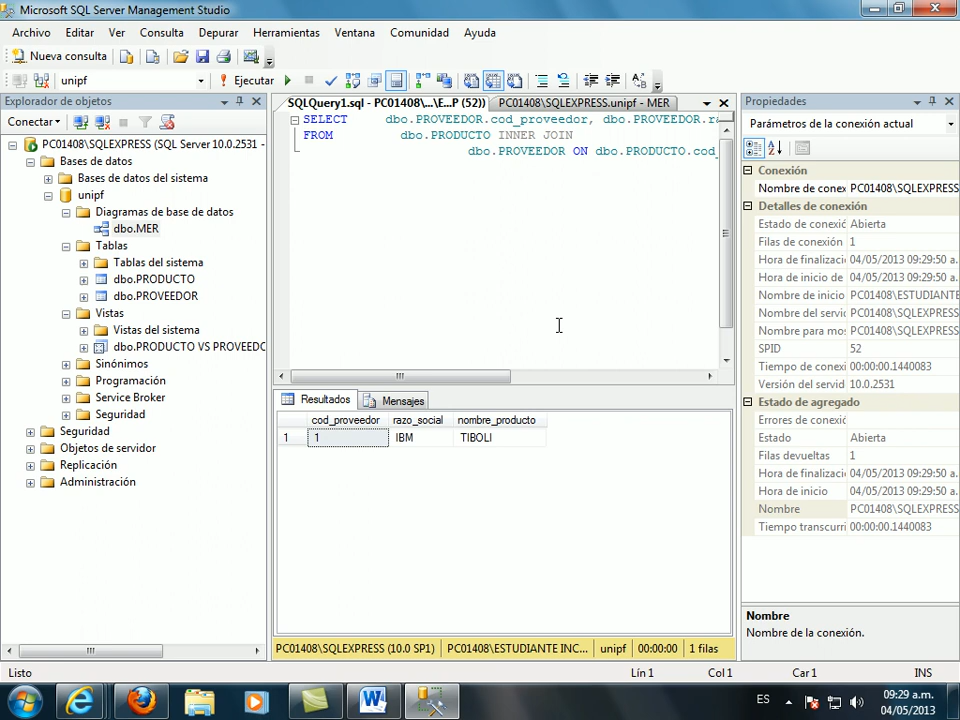 Microsoft SQL Server Management Studio
Archivo Editar Ver Consulta Depurar Herramientas Ventana Comunidad Ayuda
Nueva consulta
unipf Ejecutar
Explorador de objetos
Conectar
PC01408\SQLEXPRESS (SQL Server 10.0.2531 -
Bases de datos
Bases de datos del sistema
unipf
Diagramas de base de datos
dbo.MER
Tablas
Tablas del sistema
dbo.PRODUCTO
dbo.PROVEEDOR
Vistas
Vistas del sistema
dbo.PRODUCTO VS PROVEEDO
Sinónimos
Programación
Service Broker
Seguridad
Seguridad
Objetos de servidor
Replicación
Administración
SQLQuery1.sql - PC01408\...\E...P (52)) PC01408\SQLEXPRESS.unipf - MER
SELECT dbo.PROVEEDOR.cod_proveedor, dbo.PROVEEDOR.ra
FROM dbo.PRODUCTO INNER JOIN
dbo.PROVEEDOR ON dbo.PRODUCTO.cod_
Resultados Mensajes
cod_proveedor razo_social nombre_producto
1 1 IBM TIBOLI
PC01408\SQLEXPRESS (10.0 SP1) PC01408\ESTUDIANTE INC... unipf 00:00:00 1 filas
Propiedades
Parámetros de la conexión actual
Conexión
Nombre de conex PC01408\SQLEXPRESS
Detalles de conexión
Estado de conexió Abierta
Filas de conexión 1
Hora de finalizació 04/05/2013 09:29:50 a.
Hora de inicio de 04/05/2013 09:29:50 a.
Nombre de inicio PC01408\ESTUDIANTE
Nombre del servic PC01408\SQLEXPRESS
Nombre para mos PC01408\SQLEXPRESS
SPID 52
Tiempo de conexi 00:00:00.1440083
Versión del servid 10.0.2531
Estado de agregado
Errores de conexió
Estado Abierta
Filas devueltas 1
Hora de finalizació 04/05/2013 09:29:50 a.
Hora de inicio 04/05/2013 09:29:50 a.
Nombre PC01408\SQLEXPRESS
Tiempo transcurri 00:00:00.1440083
Nombre
Nombre de la conexión.
Listo Lín 1 Col 1 Car 1 INS
ES 09:29 a.m.
04/05/2013